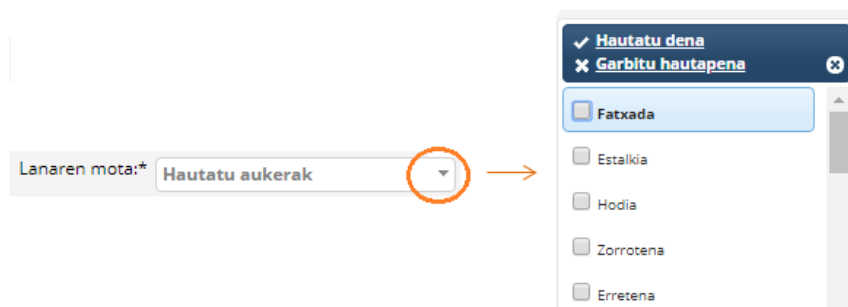 Lanaren mota:*
Hautatu aukerak
Hautatu dena
Garbitu hautapena
Fatxada
Estalkia
Hodia
Zorrotena
Erretena